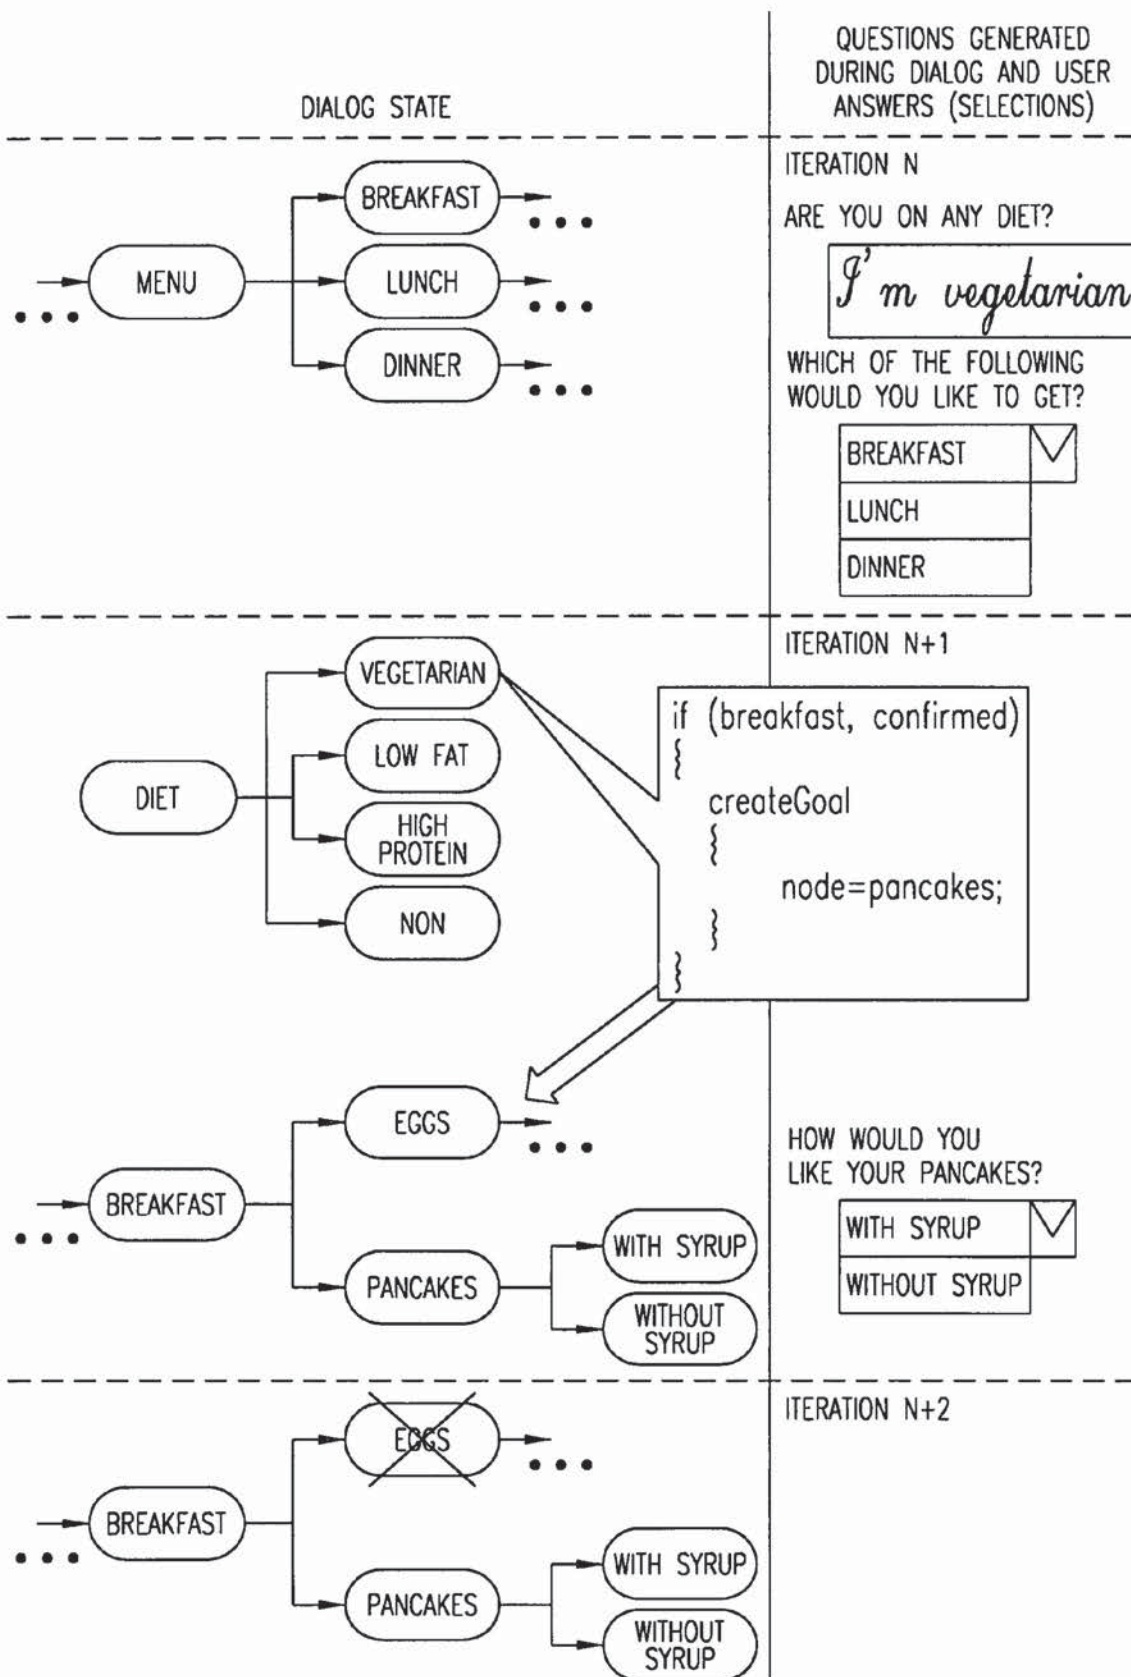 DIALOG STATE
QUESTIONS GENERATED
DURING DIALOG AND USER
ANSWERS (SELECTIONS)
ITERATION N
BREAKFAST
ARE YOU ON ANY DIET?
MENU
LUNCH
I'm vegetarian
DINNER
WHICH OF THE FOLLOWING
WOULD YOU LIKE TO GET?
BREAKFAST
LUNCH
DINNER
ITERATION N+1
VEGETARIAN
LOW FAT
DIET
HIGH
PROTEIN
NON
if (breakfast, confirmed)
{
createGoal
{
node=pancakes;
}
}
EGGS
BREAKFAST
PANCAKES
WITH SYRUP
WITHOUT
SYRUP
HOW WOULD YOU
LIKE YOUR PANCAKES?
WITH SYRUP
WITHOUT SYRUP
ITERATION N+2
EGGS
BREAKFAST
PANCAKES
WITH SYRUP
WITHOUT
SYRUP